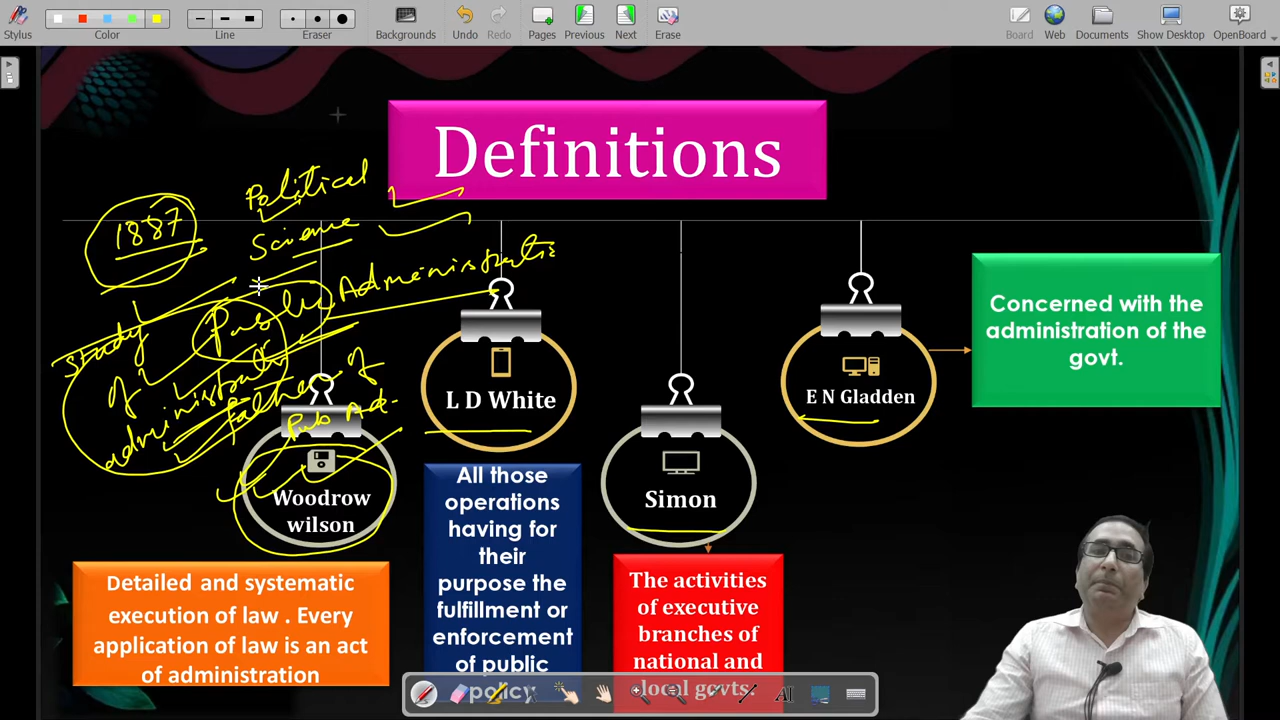 Stylus
Color
Line
Eraser
Backgrounds
Undo
Redo
Pages
Previous
Next
Erase
Board
Web
Documents
Show Desktop
OpenBoard
Definitions
1887
Political
Science
Public Administratio
study
of
administration
father of
Pub Ad-
Woodrow
wilson
L D White
Simon
E N Gladden
Detailed and systematic
execution of law . Every
application of law is an act
of administration
All those
operations
having for
their
purpose the
fulfillment or
enforcement
of public
policy
The activities
of executive
branches of
national and
local govts.
Concerned with the
administration of the
govt.